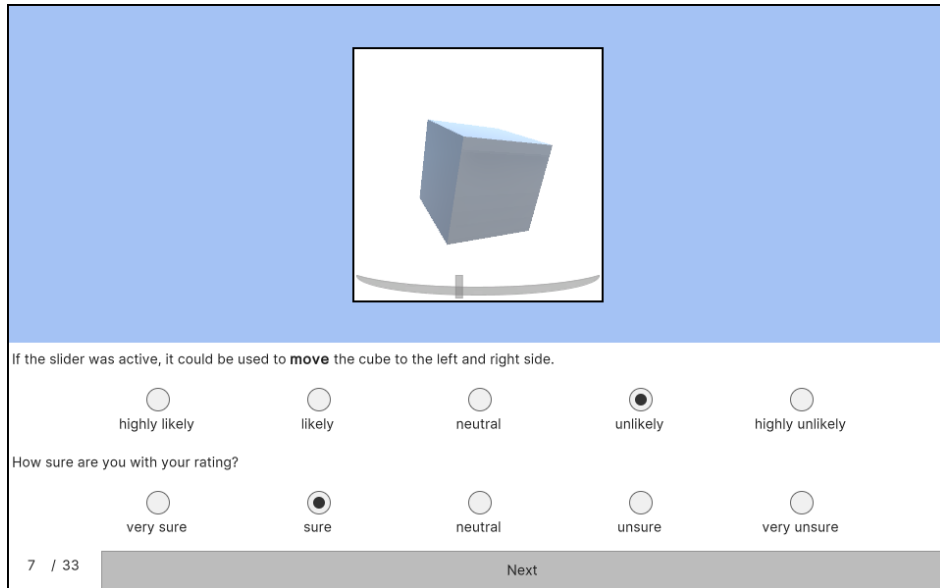 If the slider was active, it could be used to move the cube to the left and right side.
highly likely likely neutral unlikely highly unlikely
How sure are you with your rating?
very sure sure neutral unsure very unsure
7 / 33 Next